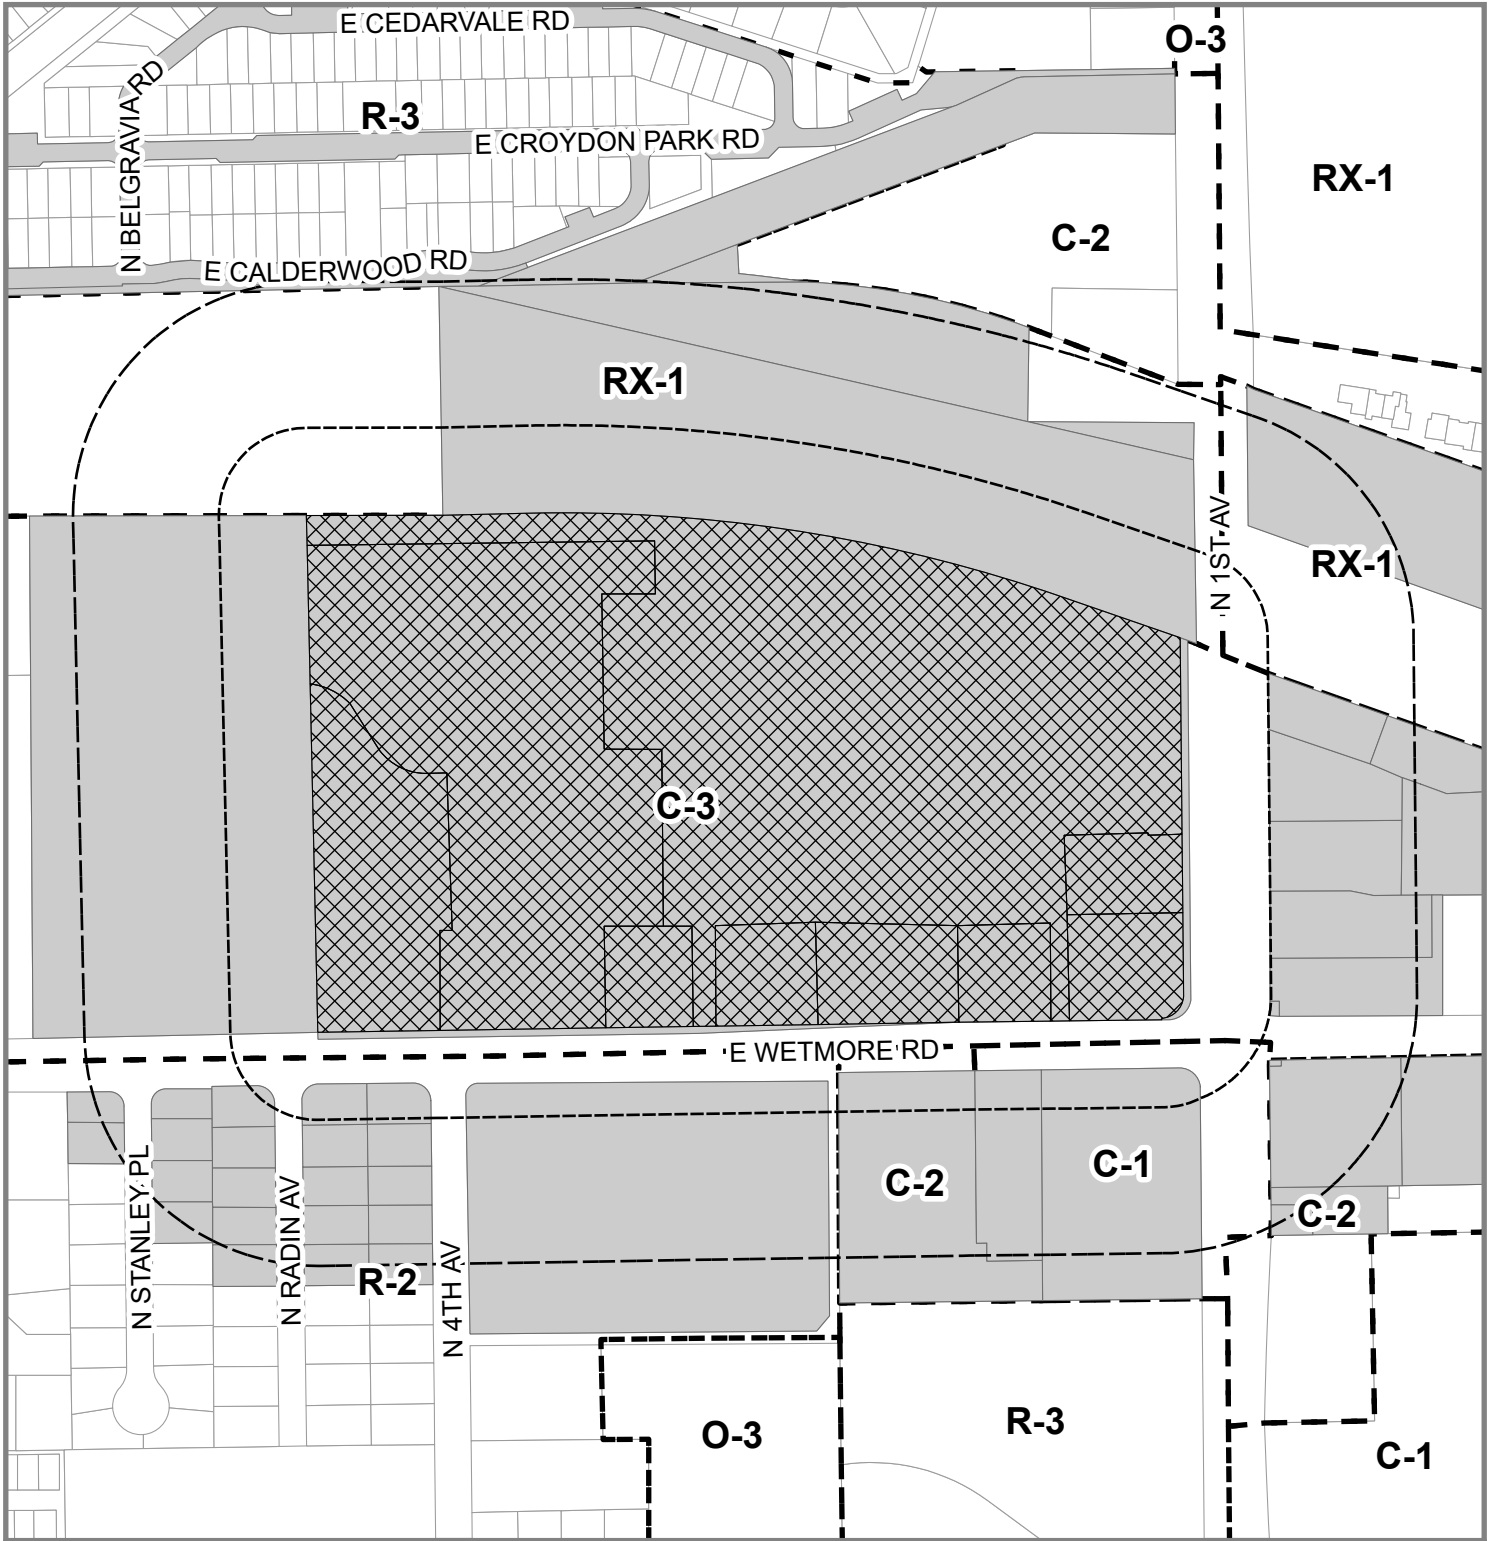 E CEDARVALE RD
O-3
N BELGRAVIA RD
R-3
E CROYDON PARK RD
RX-1
C-2
E CALDERWOOD RD
RX-1
N 1ST AV
RX-1
C-3
E WETMORE RD
C-2
C-1
N STANLEY PL
N RADIN AV
C-2
N 4TH AV
R-2
O-3
R-3
C-1